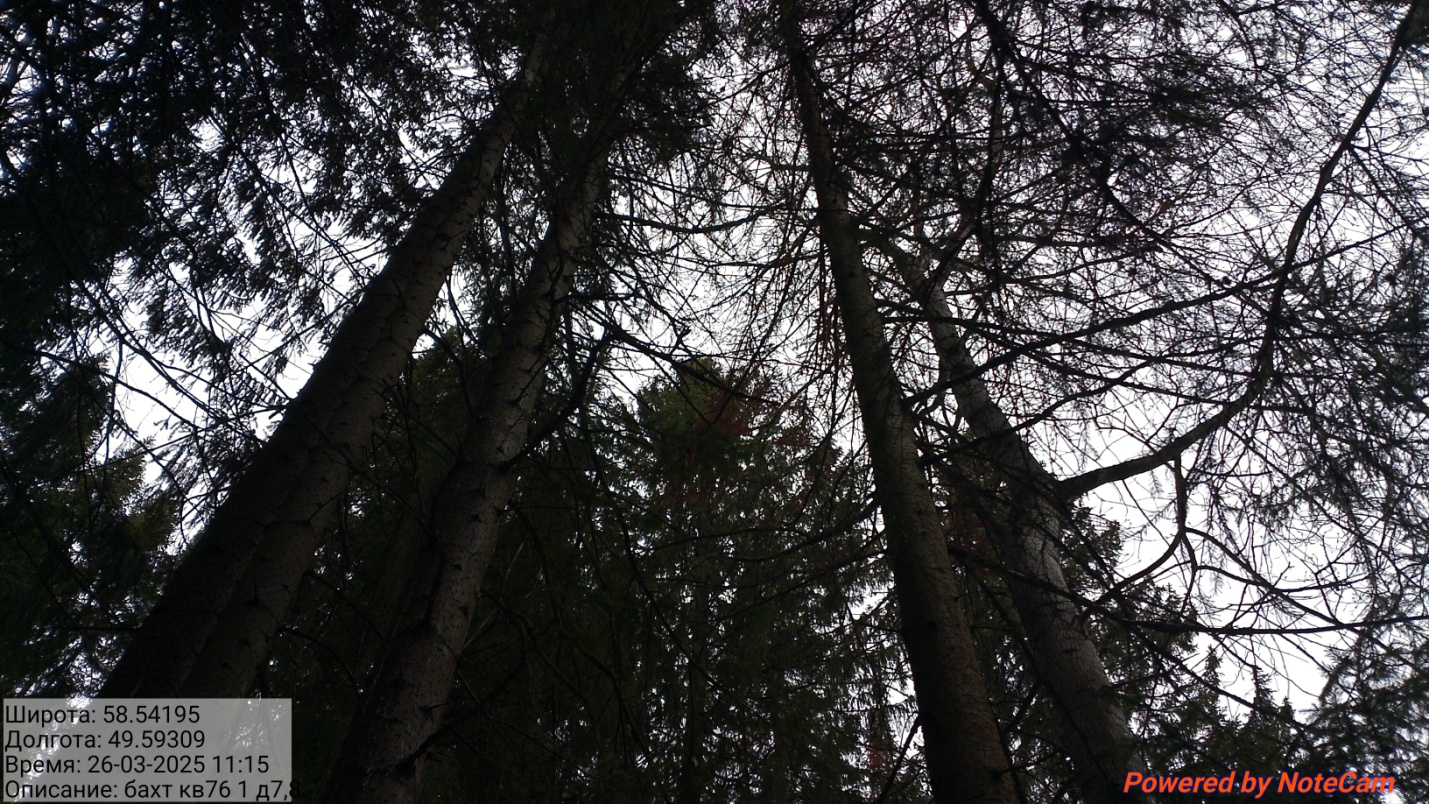 Широта: 58.54195
Долгота: 49.59309
Время: 26-03-2025 11:15
Описание: бахт кв76 1 д7,8
Powered by NoteCam